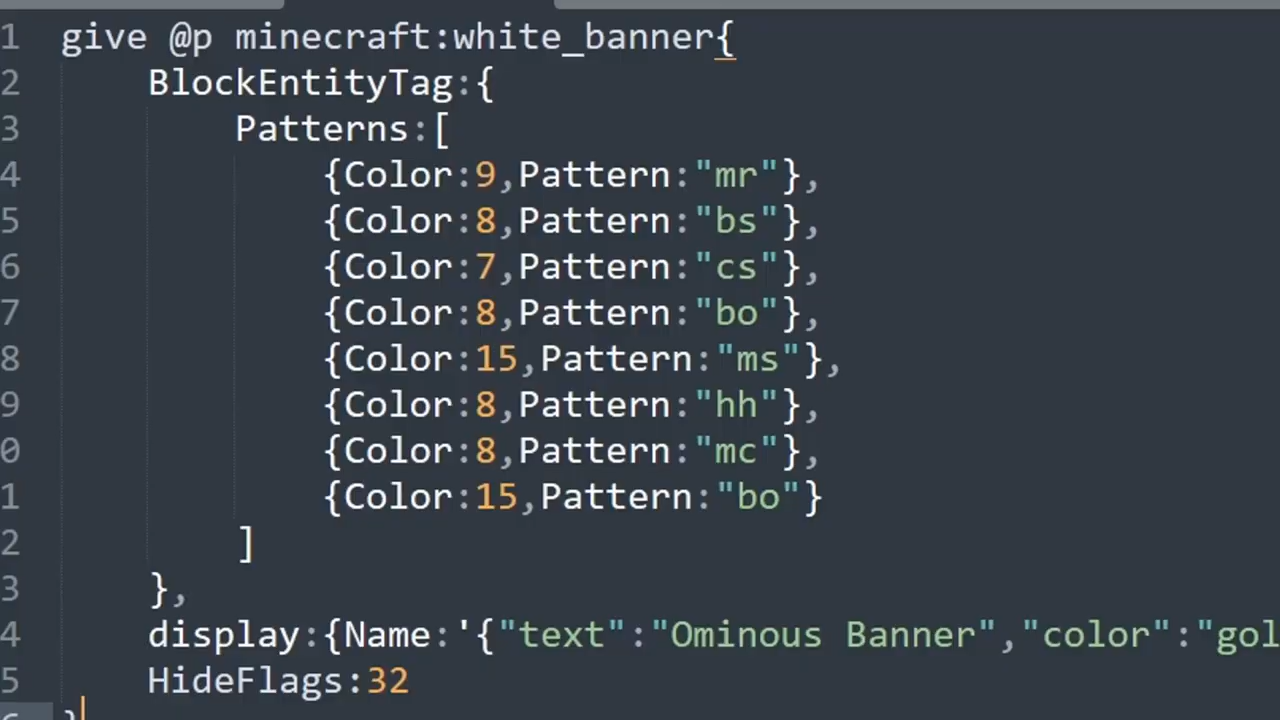 1 give @p minecraft:white_banner{
2 BlockEntityTag:{
3 Patterns:[
4 {Color:9,Pattern:"mr"},
5 {Color:8,Pattern:"bs"},
6 {Color:7,Pattern:"cs"},
7 {Color:8,Pattern:"bo"},
8 {Color:15,Pattern:"ms"},
9 {Color:8,Pattern:"hh"},
0 {Color:8,Pattern:"mc"},
1 {Color:15,Pattern:"bo"}
2 ]
3 },
4 display:{Name:'{"text":"Ominous Banner","color":"gol
5 HideFlags:32
6 }